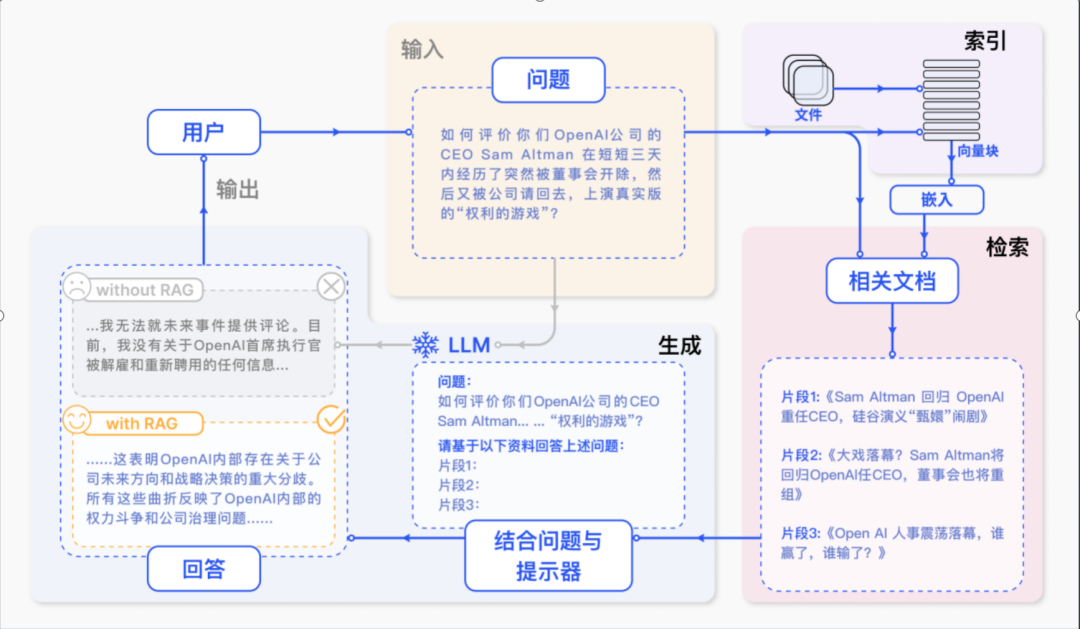 输入
问题
如何评价你们OpenAI公司的
CEO Sam Altman 在短短三天
内经历了突然被董事会开除，然
后又被公司请回去，上演真实版
的“权利的游戏”？
用户
输出
索引
文件
向量块
嵌入
检索
相关文档
片段1:《Sam Altman 回归 OpenAI
重任CEO，硅谷演义“甄嬛”闹剧》
片段2:《大戏落幕？Sam Altman将
回归OpenAI任CEO，董事会也将重
组》
片段3:《Open AI 人事震荡落幕，谁
赢了，谁输了？》
生成
LLM
问题：
如何评价你们OpenAI公司的CEO
Sam Altman... ... “权利的游戏”？
请基于以下资料回答上述问题：
片段1:
片段2:
片段3:
结合问题与
提示器
without RAG
...我无法就未来事件提供评论。目
前，我没有关于OpenAI首席执行官
被解雇和重新聘用的任何信息...
with RAG
......这表明OpenAI内部存在关于公
司未来方向和战略决策的重大分歧。
所有这些曲折反映了OpenAI内部的
权力斗争和公司治理问题......
回答